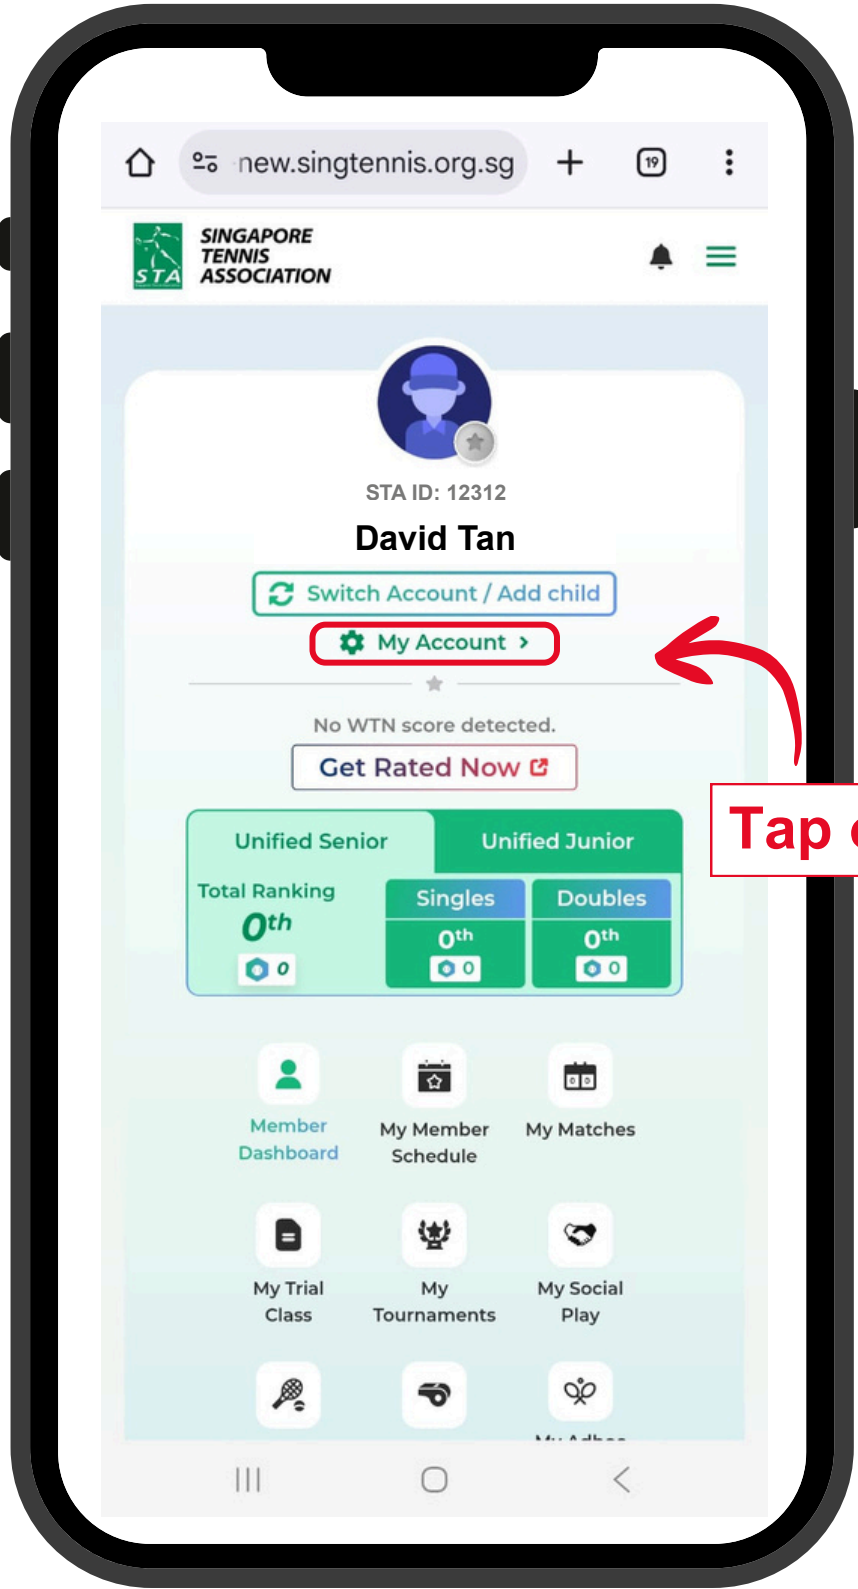 new.singtennis.org.sg
19
SINGAPORE
TENNIS
ASSOCIATION
STA
STA ID: 12312
David Tan
Switch Account / Add child
My Account >
No WTN score detected.
Get Rated Now
Tap
Unified Senior
Unified Junior
Total Ranking
0th
0
Singles
0th
0
Doubles
0th
0
Member
Dashboard
My Member
Schedule
My Matches
My Trial
Class
My
Tournaments
My Social
Play